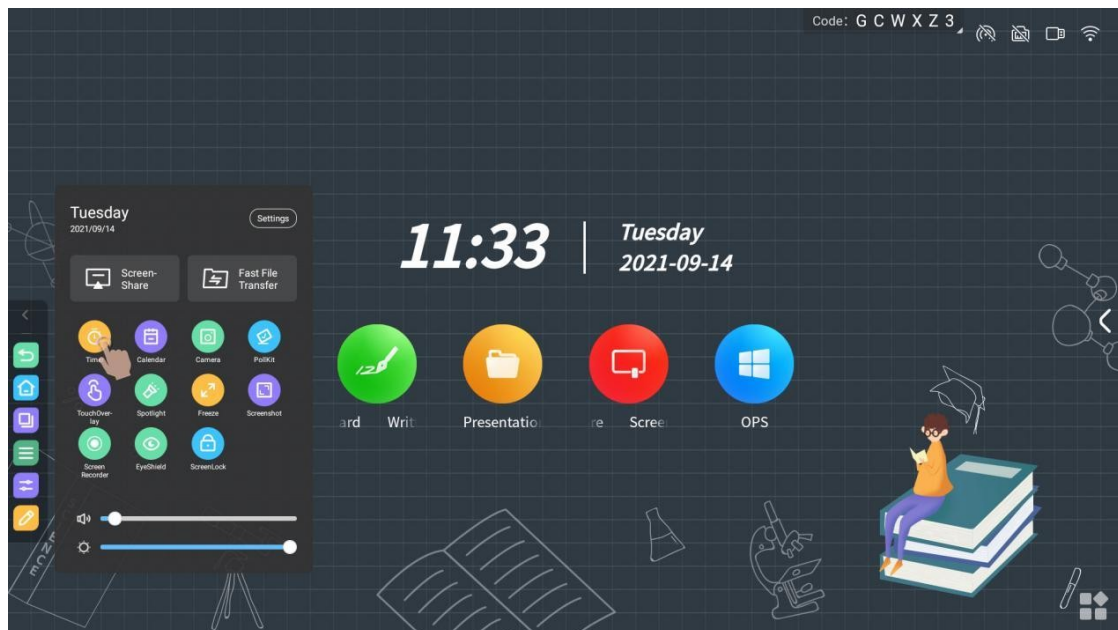 Code: G C W X Z 3
Tuesday
2021/09/14
Settings
Screen-
Share
Fast File
Transfer
11:33
Tuesday
2021-09-14
Calendar
Camera
PollKit
TouchOver-
lay
Spotlight
Freeze
Screenshot
Screen
Recorder
EyeShield
ScreenLock
ard Writ
Presentatio
re Scree
OPS
ENCE